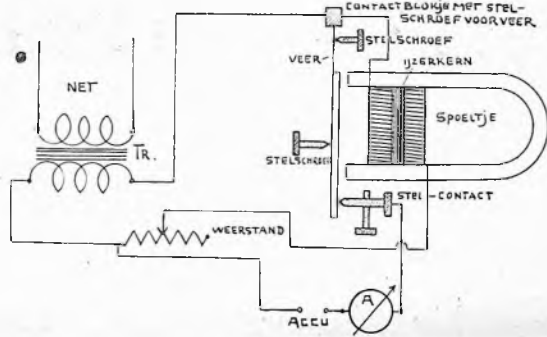 CONTACT BLOKJE MET STEL-
SCHROEF VOOR VEER
STELSCHROEF
VEER
IJZERKERN
NET
SPOELTJE
TR.
STELSCHROEF
STEL-CONTACT
WEERSTAND
A
ACCU